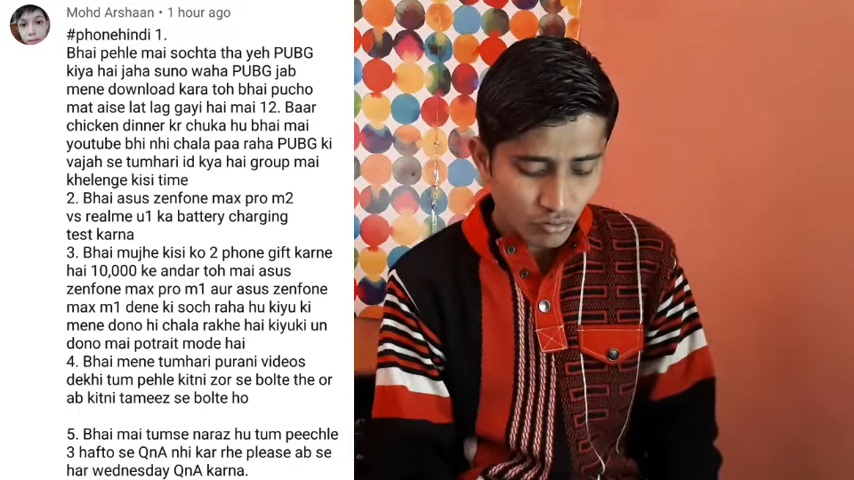 Mohd Arshaan • 1 hour ago
#phonehindi 1.
Bhai pehle mai sochta tha yeh PUBG
kiya hai jaha suno waha PUBG jab
mene download kara toh bhai pucho
mat aise lat lag gayi hai mai 12. Baar
chicken dinner kr chuka hu bhai mai
youtube bhi nhi chala paa raha PUBG ki
vajah se tumhari id kya hai group mai
khelenge kisi time
2. Bhai asus zenfone max pro m2
vs realme u1 ka battery charging
test karna
3. Bhai mujhe kisi ko 2 phone gift karne
hai 10,000 ke andar toh mai asus
zenfone max pro m1 aur asus zenfone
max m1 dene ki soch raha hu kiyu ki
mene dono hi chala rakhe hai kiyuki un
dono mai potrait mode hai
4. Bhai mene tumhari purani videos
dekhi tum pehle kitni zor se bolte the or
ab kitni tameez se bolte ho
5. Bhai mai tumse naraz hu tum peechle
3 hafto se QnA nhi kar rhe please ab se
har wednesday QnA karna.